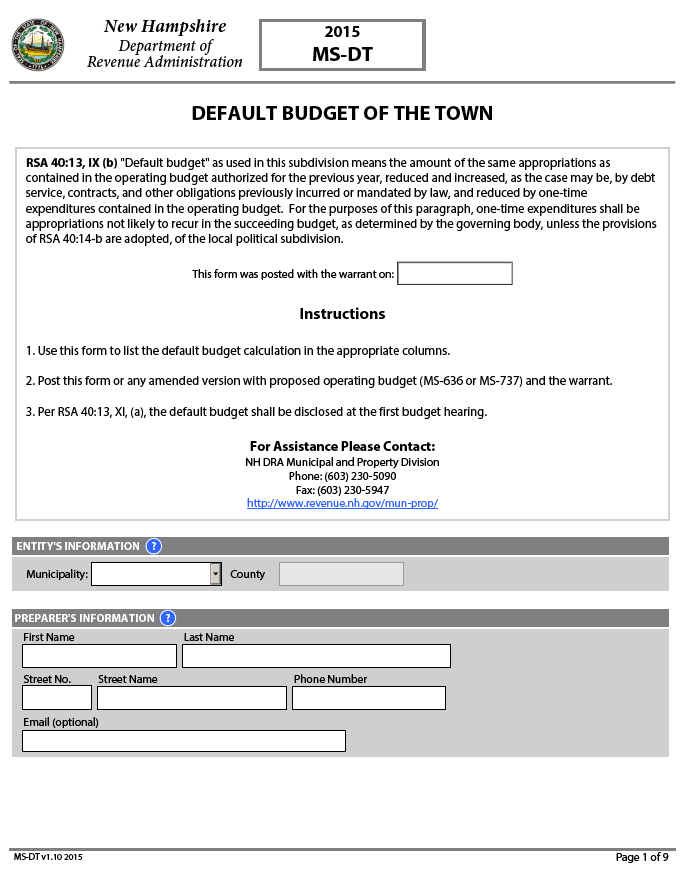 New Hampshire
Department of
Revenue Administration
2015
MS-DT
DEFAULT BUDGET OF THE TOWN
RSA 40:13, IX (b) "Default budget" as used in this subdivision means the amount of the same appropriations as
contained in the operating budget authorized for the previous year, reduced and increased, as the case may be, by debt
service, contracts, and other obligations previously incurred or mandated by law, and reduced by one-time
expenditures contained in the operating budget.  For the purposes of this paragraph, one-time expenditures shall be
appropriations not likely to recur in the succeeding budget, as determined by the governing body, unless the provisions
of RSA 40:14-b are adopted, of the local political subdivision.
This form was posted with the warrant on:
Instructions
1. Use this form to list the default budget calculation in the appropriate columns.
2. Post this form or any amended version with proposed operating budget (MS-636 or MS-737) and the warrant.
3. Per RSA 40:13, XI, (a), the default budget shall be disclosed at the first budget hearing.
For Assistance Please Contact:
NH DRA Municipal and Property Division
Phone: (603) 230-5090
Fax: (603) 230-5947
http://www.revenue.nh.gov/mun-prop/
ENTITY'S INFORMATION ?
Municipality: County
PREPARER'S INFORMATION ?
First Name Last Name
Street No. Street Name Phone Number
Email (optional)
MS-DT v1.10 2015 Page 1 of 9